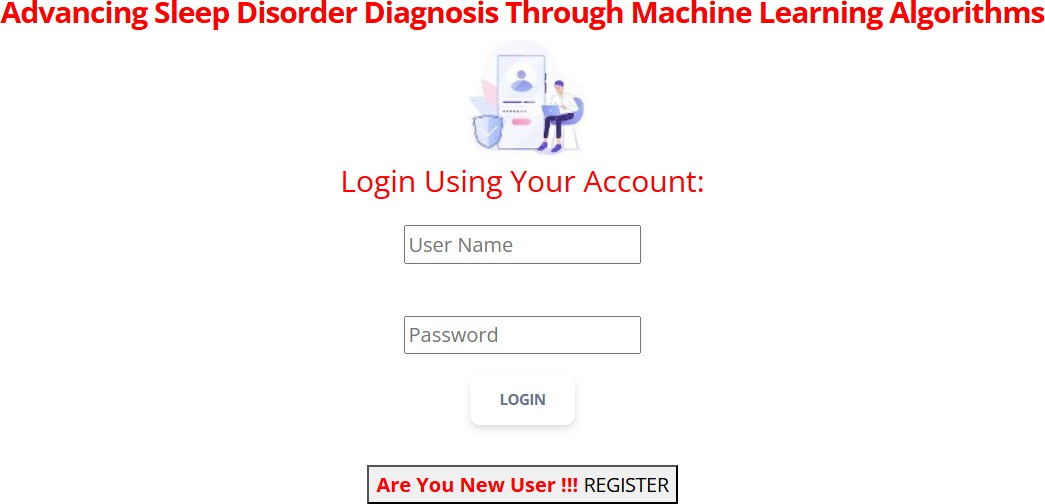 Advancing Sleep Disorder Diagnosis Through Machine Learning Algorithms
Login Using Your Account:
User Name
Password
LOGIN
Are You New User !!! REGISTER